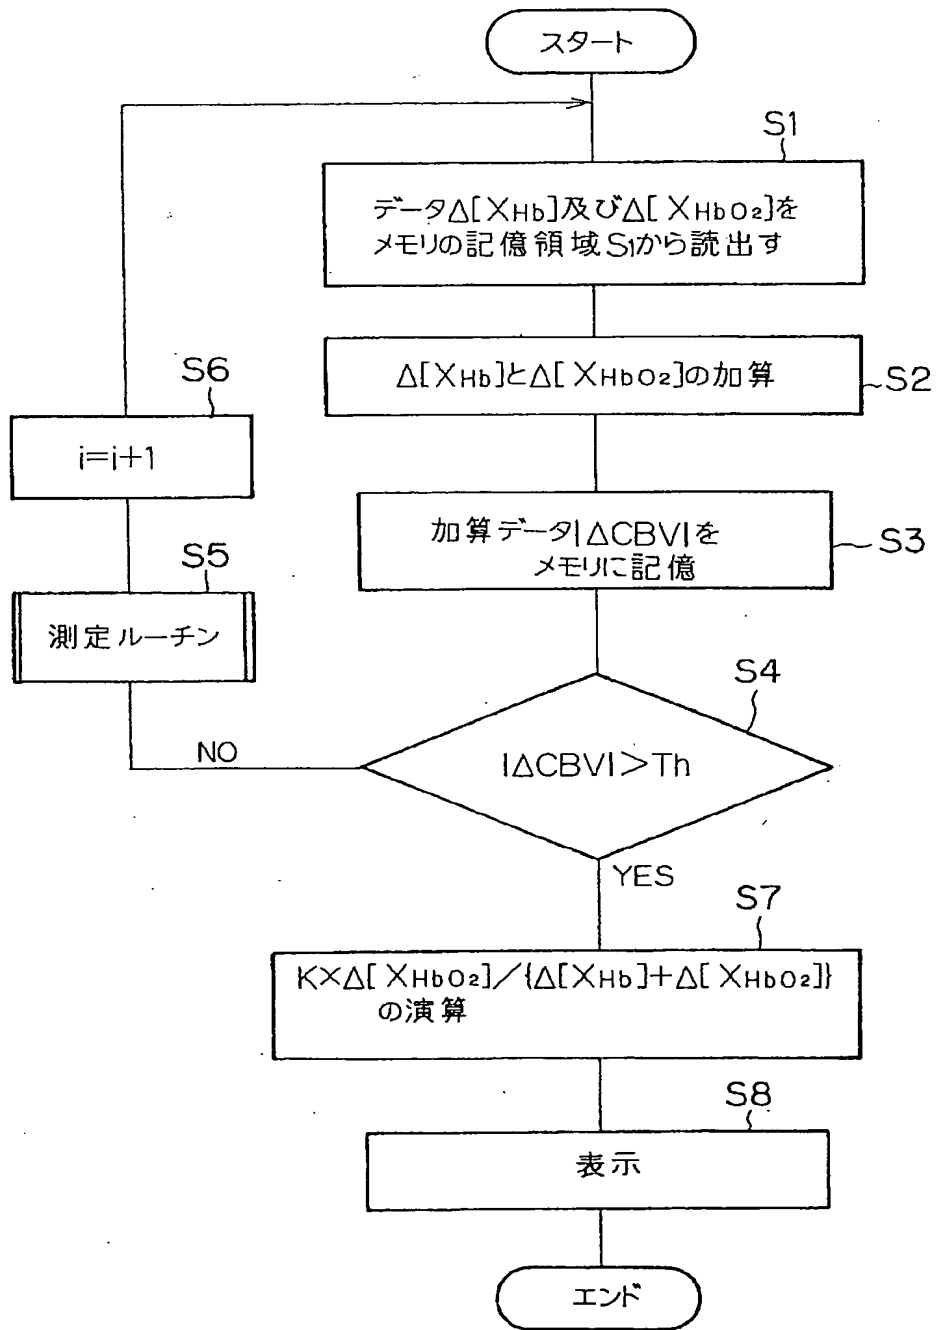 スタート
S1
データΔ[XHb]及びΔ[XHbO2]を
メモリの記憶領域S1から読出す
Δ[XHb]とΔ[XHbO2]の加算
S2
加算データ|ΔCBV|を
メモリに記憶
S3
S4
|ΔCBV|>Th
NO
YES
S5
測定ルーチン
S6
i=i+1
S7
K×Δ[XHbO2]/{Δ[XHb]+Δ[XHbO2]}
の演算
S8
表示
エンド